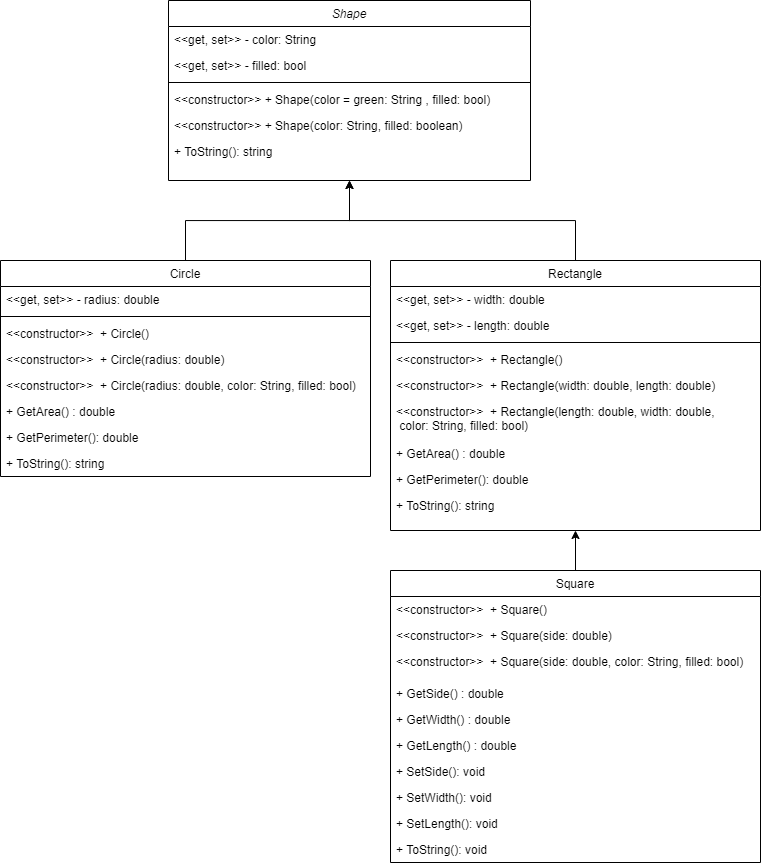 Shape
<<get, set>> - color: String
<<get, set>> - filled: bool
<<constructor>> + Shape(color = green: String , filled: bool)
<<constructor>> + Shape(color: String, filled: boolean)
+ ToString(): string
Circle
<<get, set>> - radius: double
<<constructor>> + Circle()
<<constructor>> + Circle(radius: double)
<<constructor>> + Circle(radius: double, color: String, filled: bool)
+ GetArea() : double
+ GetPerimeter(): double
+ ToString(): string
Rectangle
<<get, set>> - width: double
<<get, set>> - length: double
<<constructor>> + Rectangle()
<<constructor>> + Rectangle(width: double, length: double)
<<constructor>> + Rectangle(length: double, width: double,
color: String, filled: bool)
+ GetArea() : double
+ GetPerimeter(): double
+ ToString(): string
Square
<<constructor>> + Square()
<<constructor>> + Square(side: double)
<<constructor>> + Square(side: double, color: String, filled: bool)
+ GetSide() : double
+ GetWidth() : double
+ GetLength() : double
+ SetSide(): void
+ SetWidth(): void
+ SetLength(): void
+ ToString(): void